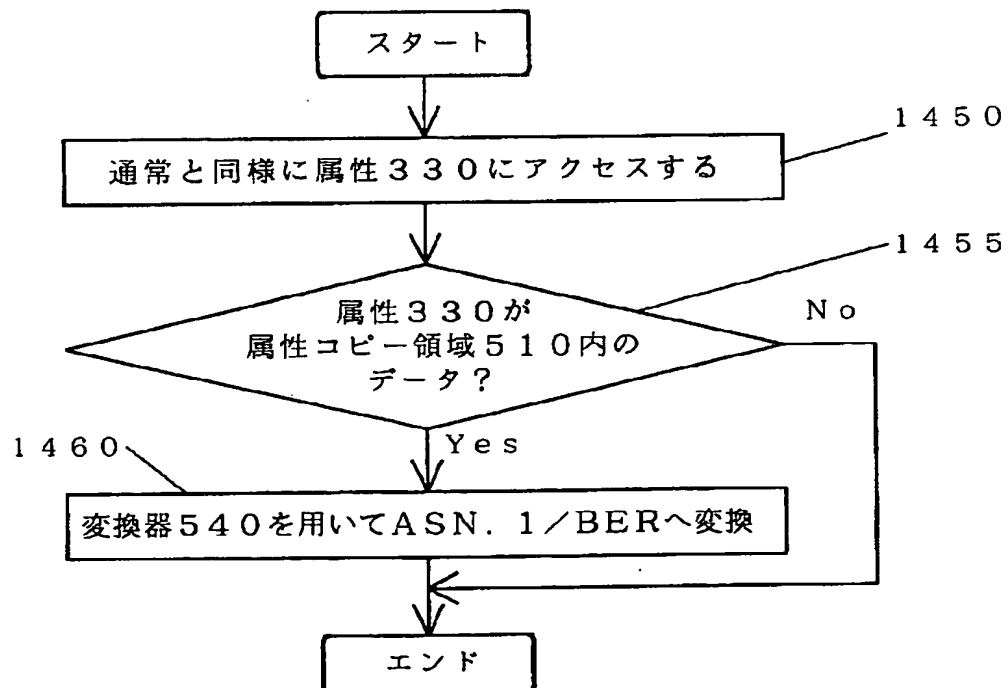 スタート
1450
通常と同様に属性330にアクセスする
1455
属性330が
属性コピー領域510内の
データ?
No
Yes
1460
変換器540を用いてASN.1/BERへ変換
エンド